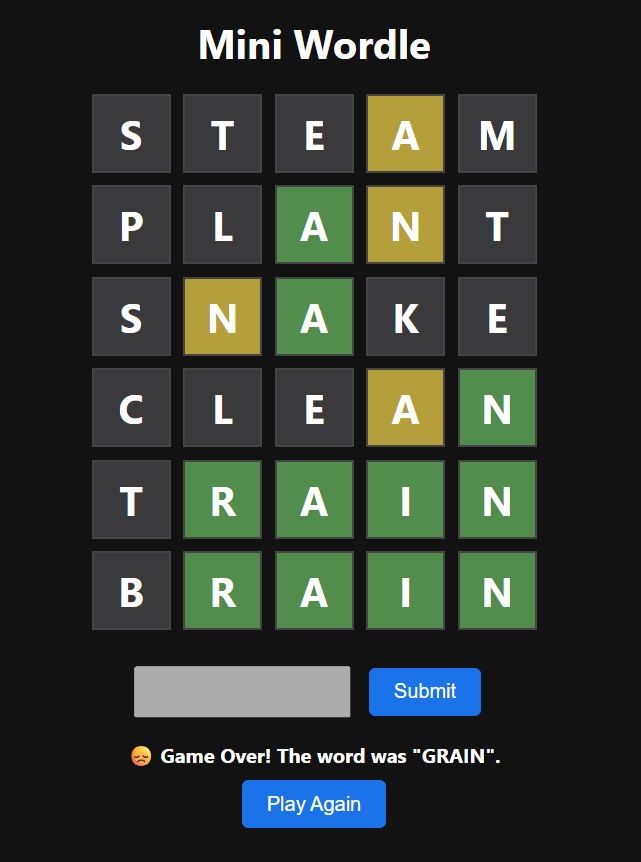 Mini Wordle
S T E A M
P L A N T
S N A K E
C L E A N
T R A I N
B R A I N
Submit
😞 Game Over! The word was "GRAIN".
Play Again